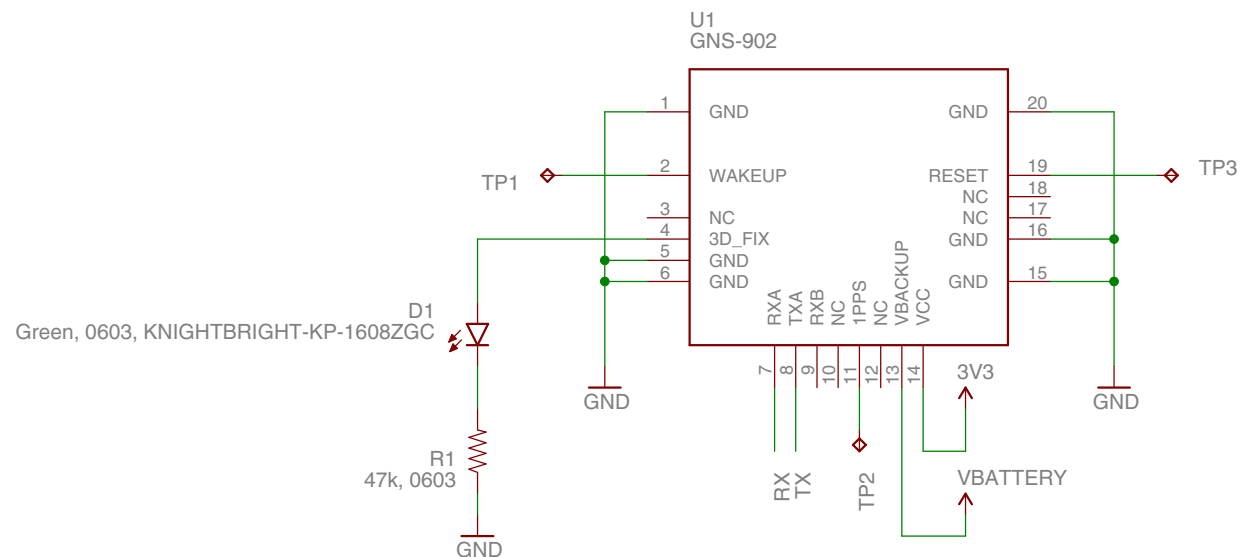 U1
GNS-902
1
GND
GND
20
TP1
2
WAKEUP
RESET
19
TP3
NC
18
3
NC
NC
17
4
3D_FIX
GND
16
5
GND
6
GND
GND
15
RXA
TXA
RXB
NC
1PPS
NC
VBACKUP
VCC
7
8
9
10
11
12
13
14
D1
Green, 0603, KNIGHTBRIGHT-KP-1608ZGC
3V3
GND
GND
R1
47k, 0603
RX
TX
TP2
VBATTERY
GND